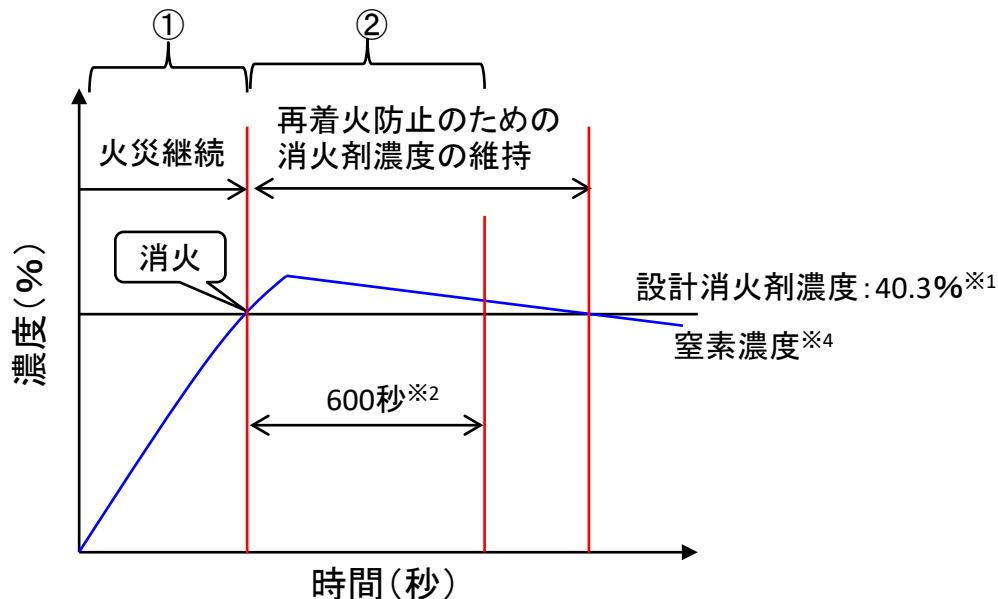 ①
②
火災継続
再着火防止のための
消火剤濃度の維持
消火
設計消火剤濃度：40.3%※1
窒素濃度※4
600秒※2
濃度（%）
時間（秒）